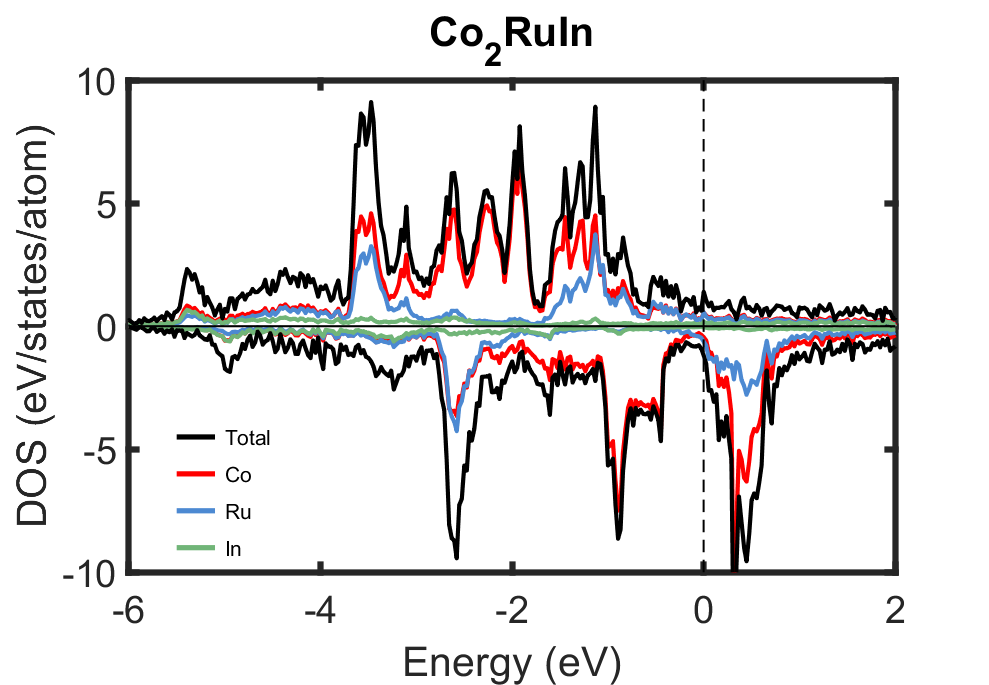 Co2RuIn
DOS (eV/states/atom)
10
5
0
-5
-10
Total
Co
Ru
In
-6 -4 -2 0 2
Energy (eV)